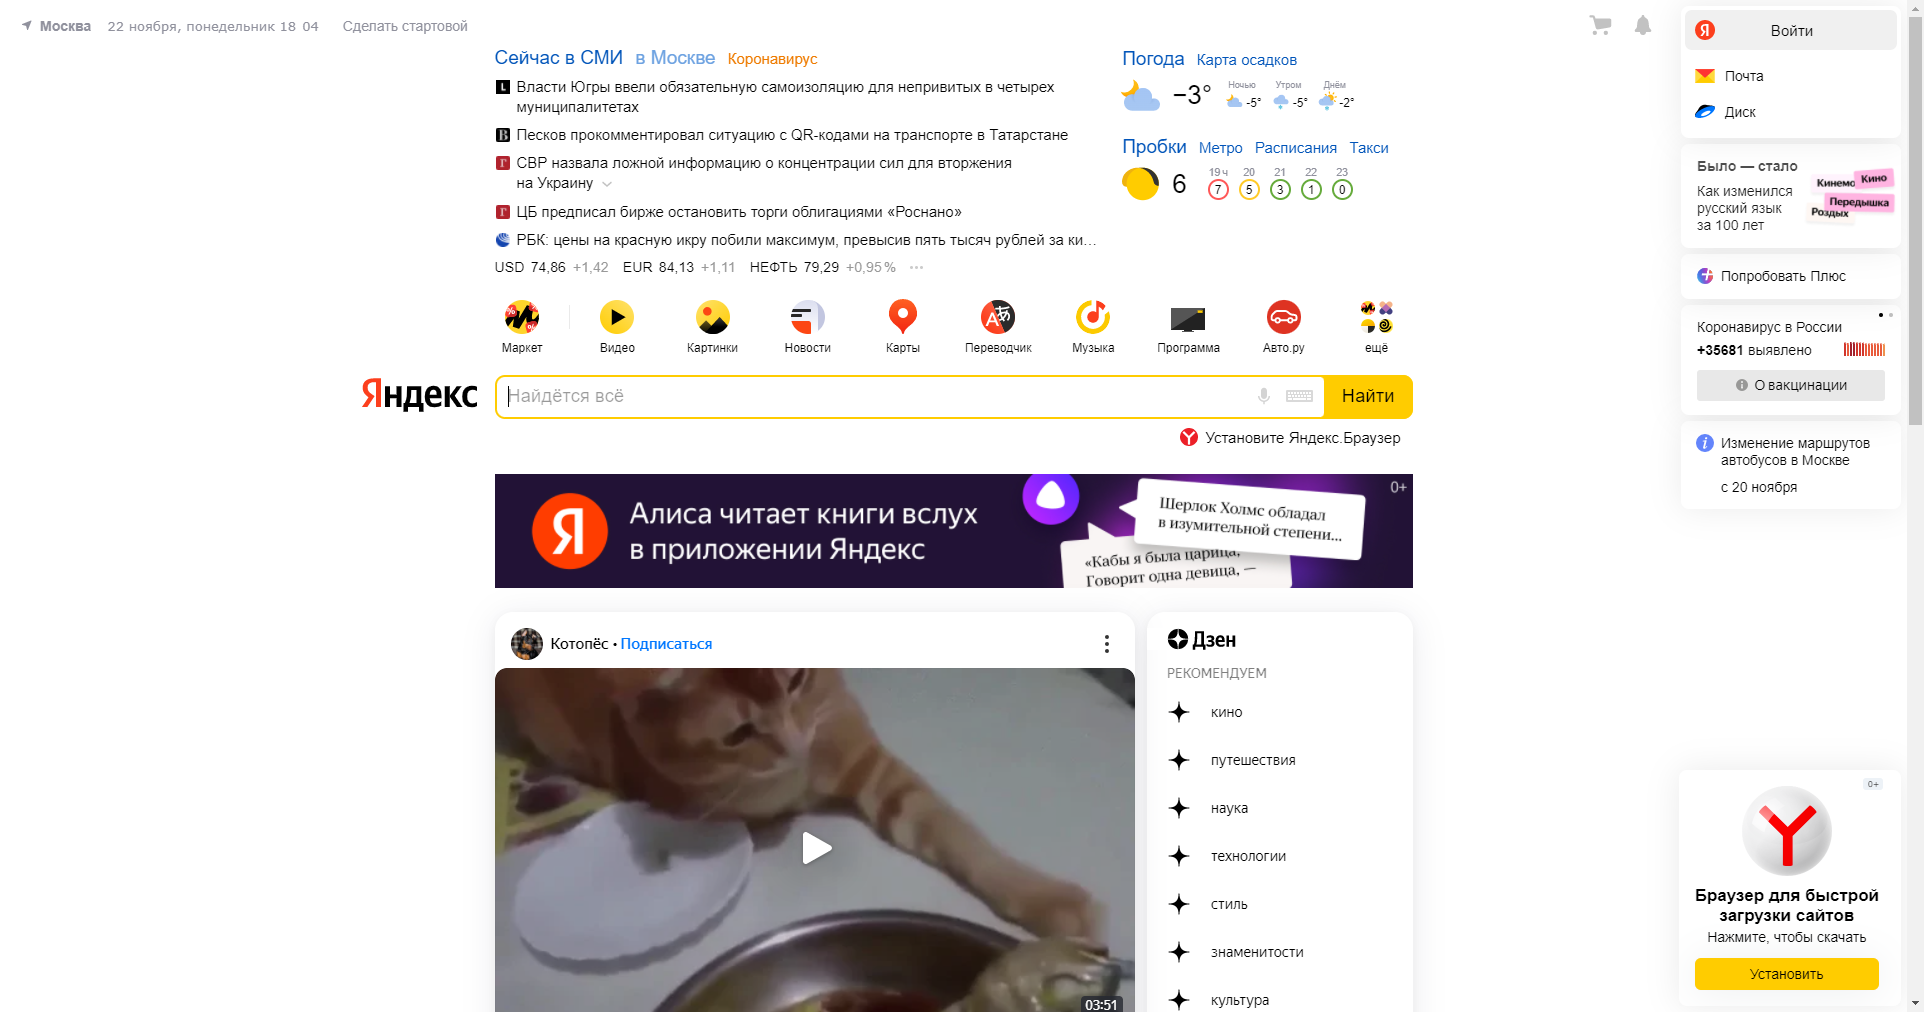 Москва 22 ноября, понедельник 18 04 Сделать стартовой
Сейчас в СМИ в Москве Коронавирус
Власти Югры ввели обязательную самоизоляцию для непривитых в четырех
муниципалитетах
Песков прокомментировал ситуацию с QR-кодами на транспорте в Татарстане
СВР назвала ложной информацию о концентрации сил для вторжения
на Украину
ЦБ предписал бирже остановить торги облигациями «Роснано»
РБК: цены на красную икру побили максимум, превысив пять тысяч рублей за ки...
USD 74,86 +1,42 EUR 84,13 +1,11 НЕФТЬ 79,29 +0,95%
Погода Карта осадков
−3° Ночью -5° Утром -5° Днём -2°
Пробки Метро Расписания Такси
6
19 ч 20 21 22 23
7 5 3 1 0
Маркет Видео Картинки Новости Карты Переводчик Музыка Программа Авто.ру ещё
Яндекс Найдётся всё Найти
Установите Яндекс.Браузер
Я
Алиса читает книги вслух
в приложении Яндекс
Шерлок Холмс обладал
в изумительной степени...
«Кабы я была царица,
Говорит одна девица, —
0+
Котопёс • Подписаться
03:51
Дзен
РЕКОМЕНДУЕМ
кино
путешествия
наука
технологии
стиль
знаменитости
культура
Я Войти
Почта
Диск
Было — стало
Как изменился
русский язык
за 100 лет
Кинемо Кино
Передышка
Роздых
Попробовать Плюс
Коронавирус в России
+35681 выявлено
О вакцинации
Изменение маршрутов
автобусов в Москве
с 20 ноября
0+
Браузер для быстрой
загрузки сайтов
Нажмите, чтобы скачать
Установить